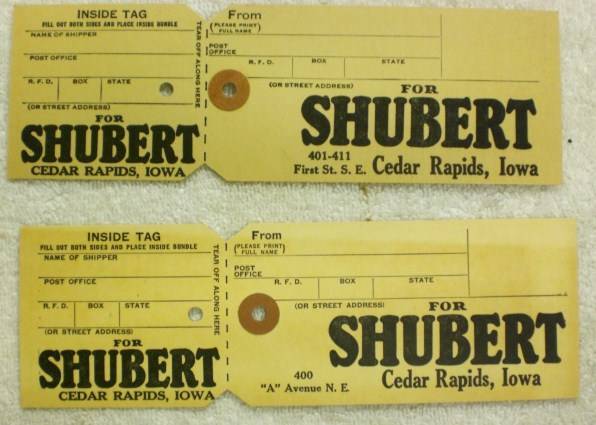 INSIDE TAG
FILL OUT BOTH SIDES AND PLACE INSIDE BUNDLE
NAME OF SHIPPER
POST OFFICE
R. F. D. BOX STATE
(OR STREET ADDRESS)
FOR
SHUBERT
CEDAR RAPIDS, IOWA
TEAR OFF ALONG HERE
From
(PLEASE PRINT
FULL NAME)
POST
OFFICE
R. F. D. BOX STATE
(OR STREET ADDRESS)
FOR
SHUBERT
401-411
First St. S. E. Cedar Rapids, Iowa
INSIDE TAG
FILL OUT BOTH SIDES AND PLACE INSIDE BUNDLE
NAME OF SHIPPER
POST OFFICE
R. F. D. BOX STATE
(OR STREET ADDRESS)
FOR
SHUBERT
CEDAR RAPIDS, IOWA
TEAR OFF ALONG HERE
From
(PLEASE PRINT
FULL NAME)
POST
OFFICE
R. F. D. BOX STATE
(OR STREET ADDRESS)
FOR
SHUBERT
400
"A" Avenue N. E.
Cedar Rapids, Iowa